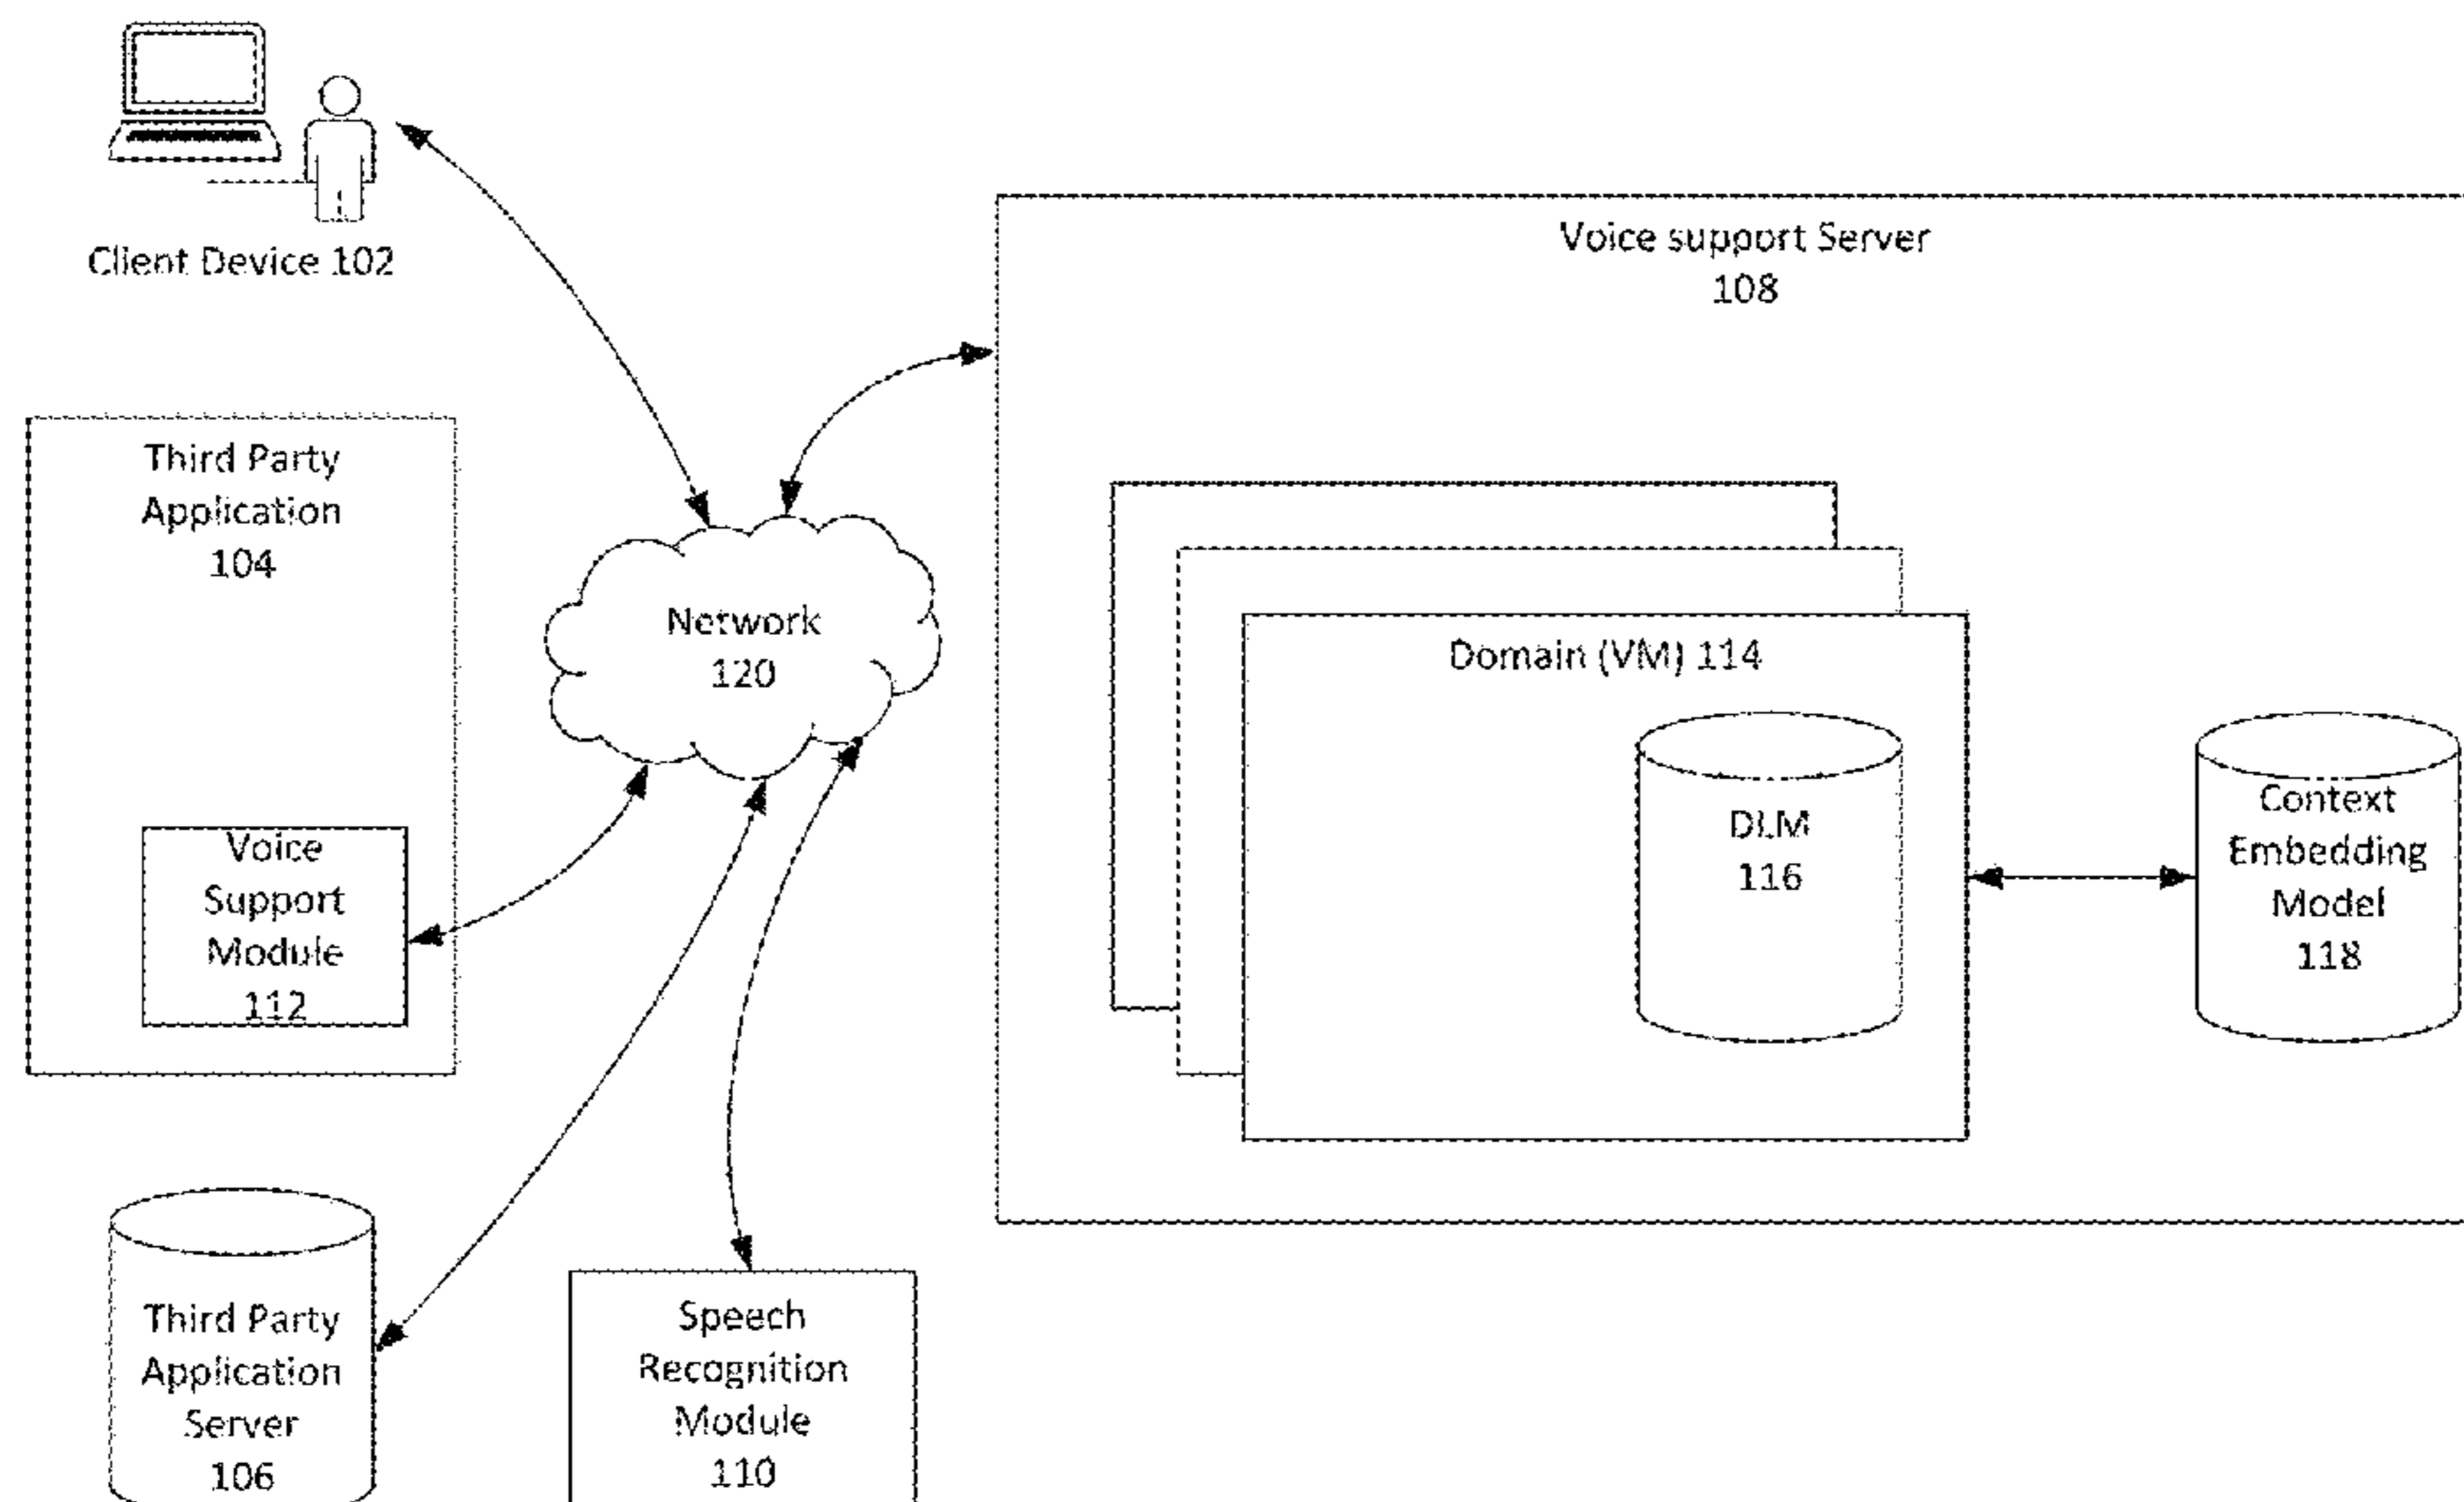 Client Device 102
Voice support Server
108
Third Party
Application
104
Network
120
Domain (VM) 114
Voice
Support
Module
112
DLM
116
Context
Embedding
Model
118
Third Party
Application
Server
106
Speech
Recognition
Module
110